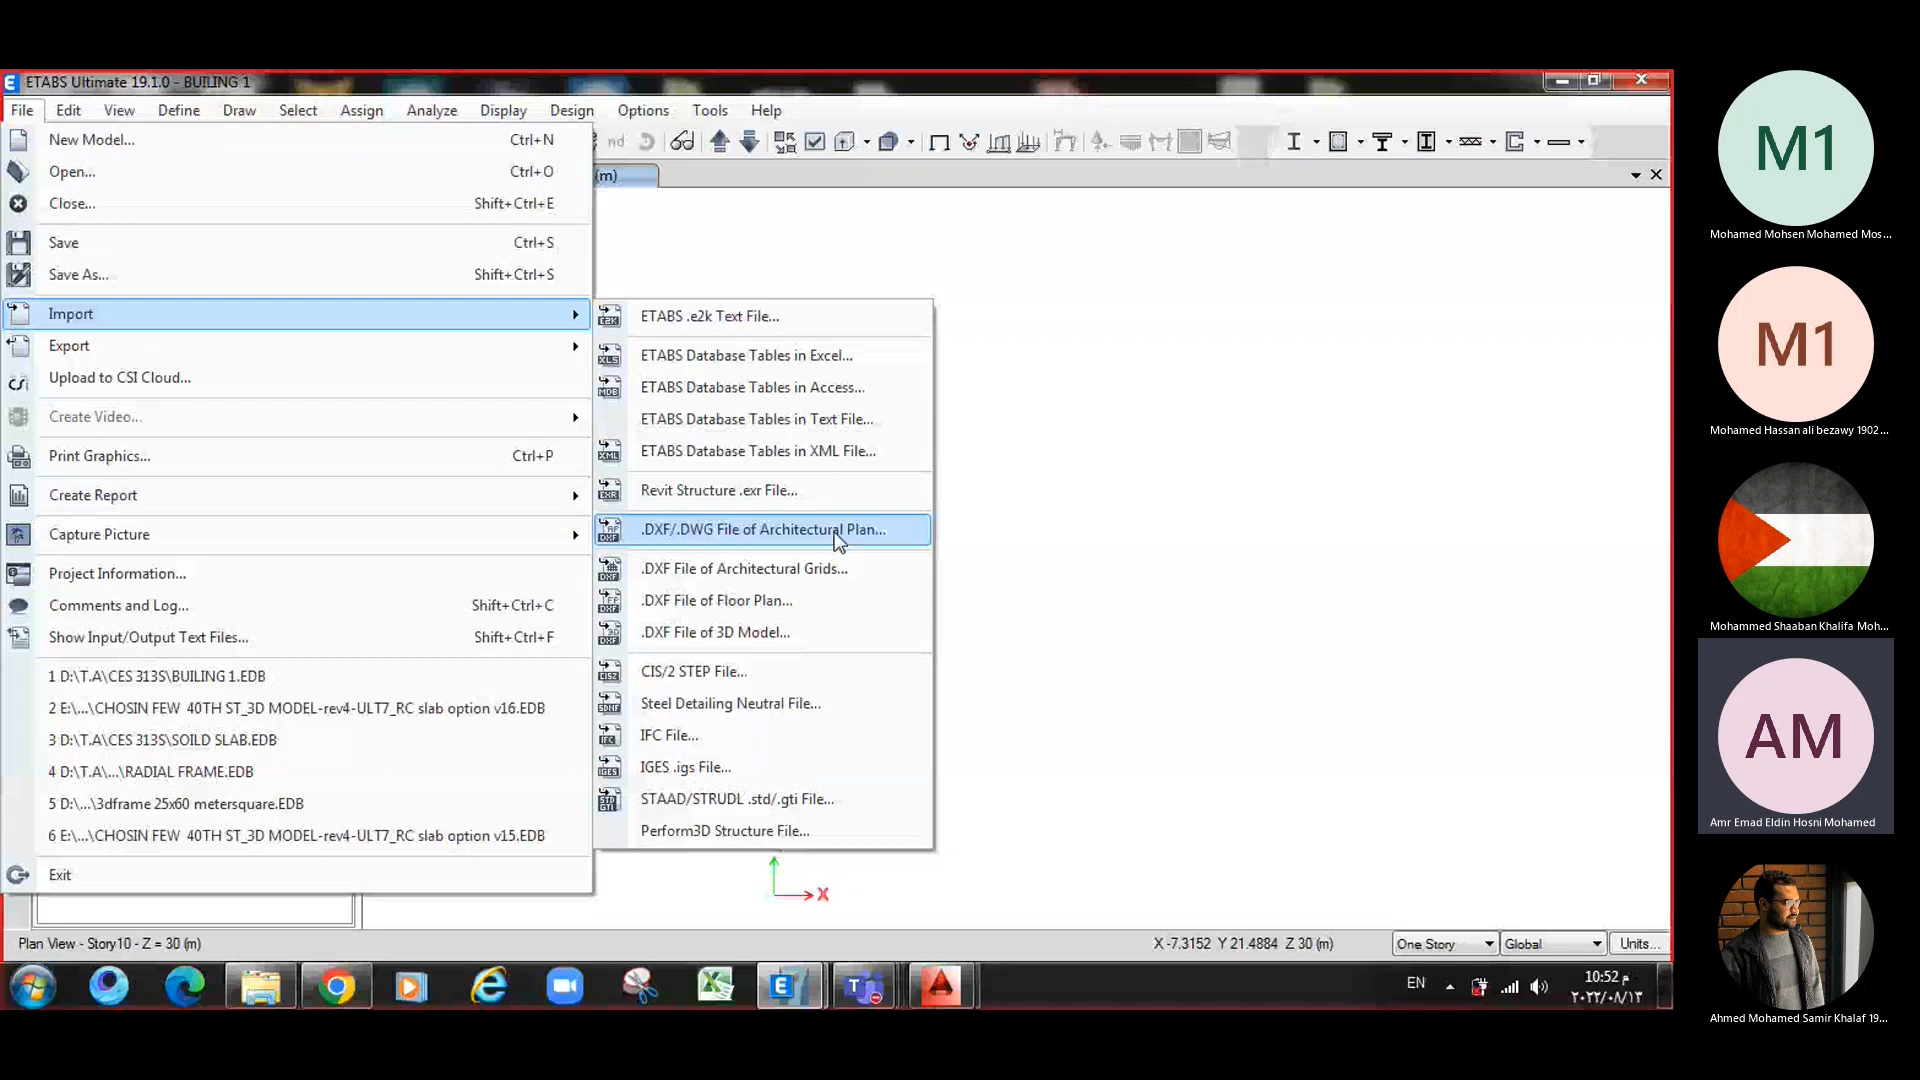 ETABS Ultimate 19.1.0 - BUILING 1
File Edit View Define Draw Select Assign Analyze Display Design Options Tools Help
New Model... Ctrl+N
Open... Ctrl+O
Close... Shift+Ctrl+E
Save Ctrl+S
Save As... Shift+Ctrl+S
Import
Export
Upload to CSI Cloud...
Create Video...
Print Graphics... Ctrl+P
Create Report
Capture Picture
Project Information...
Comments and Log... Shift+Ctrl+C
Show Input/Output Text Files... Shift+Ctrl+F
1 D:\T.A\CES 313S\BUILING 1.EDB
2 E:\...\CHOSIN FEW 40TH ST_3D MODEL-rev4-ULT7_RC slab option v16.EDB
3 D:\T.A\CES 313S\SOILD SLAB.EDB
4 D:\T.A\...\RADIAL FRAME.EDB
5 D:\...\3dframe 25x60 metersquare.EDB
6 E:\...\CHOSIN FEW 40TH ST_3D MODEL-rev4-ULT7_RC slab option v15.EDB
Exit
nd
(m)
ETABS .e2k Text File...
ETABS Database Tables in Excel...
ETABS Database Tables in Access...
ETABS Database Tables in Text File...
ETABS Database Tables in XML File...
Revit Structure .exr File...
.DXF/.DWG File of Architectural Plan...
.DXF File of Architectural Grids...
.DXF File of Floor Plan...
.DXF File of 3D Model...
CIS/2 STEP File...
Steel Detailing Neutral File...
IFC File...
IGES .igs File...
STAAD/STRUDL .std/.gti File...
Perform3D Structure File...
X
Plan View - Story10 - Z = 30 (m)
X -7.3152 Y 21.4884 Z 30 (m)
One Story
Global
Units...
EN
10:52 م
٢٠٢٢/٠٨/١٣
M1
Mohamed Mohsen Mohamed Mos...
M1
Mohamed Hassan ali bezawy 1902...
Mohammed Shaaban Khalifa Moh...
AM
Amr Emad Eldin Hosni Mohamed
Ahmed Mohamed Samir Khalaf 19...